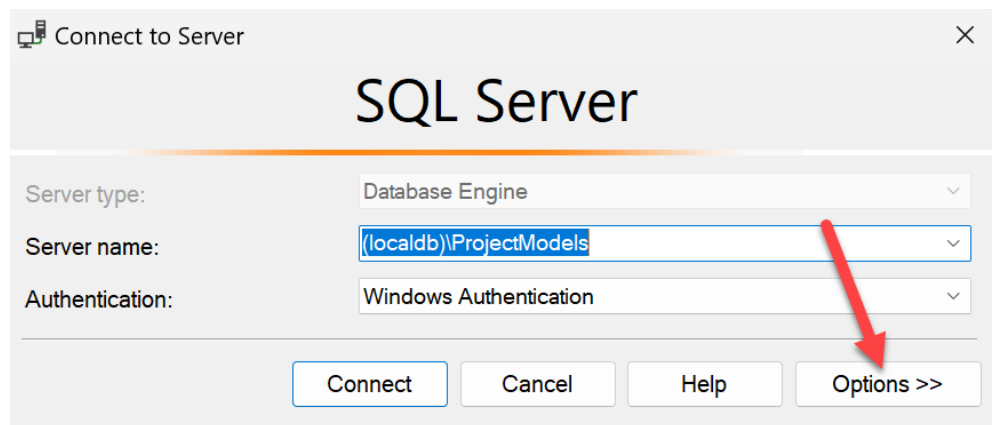 Connect to Server
SQL Server
Server type: Database Engine
Server name: (localdb)\ProjectModels
Authentication: Windows Authentication
Connect Cancel Help Options >>